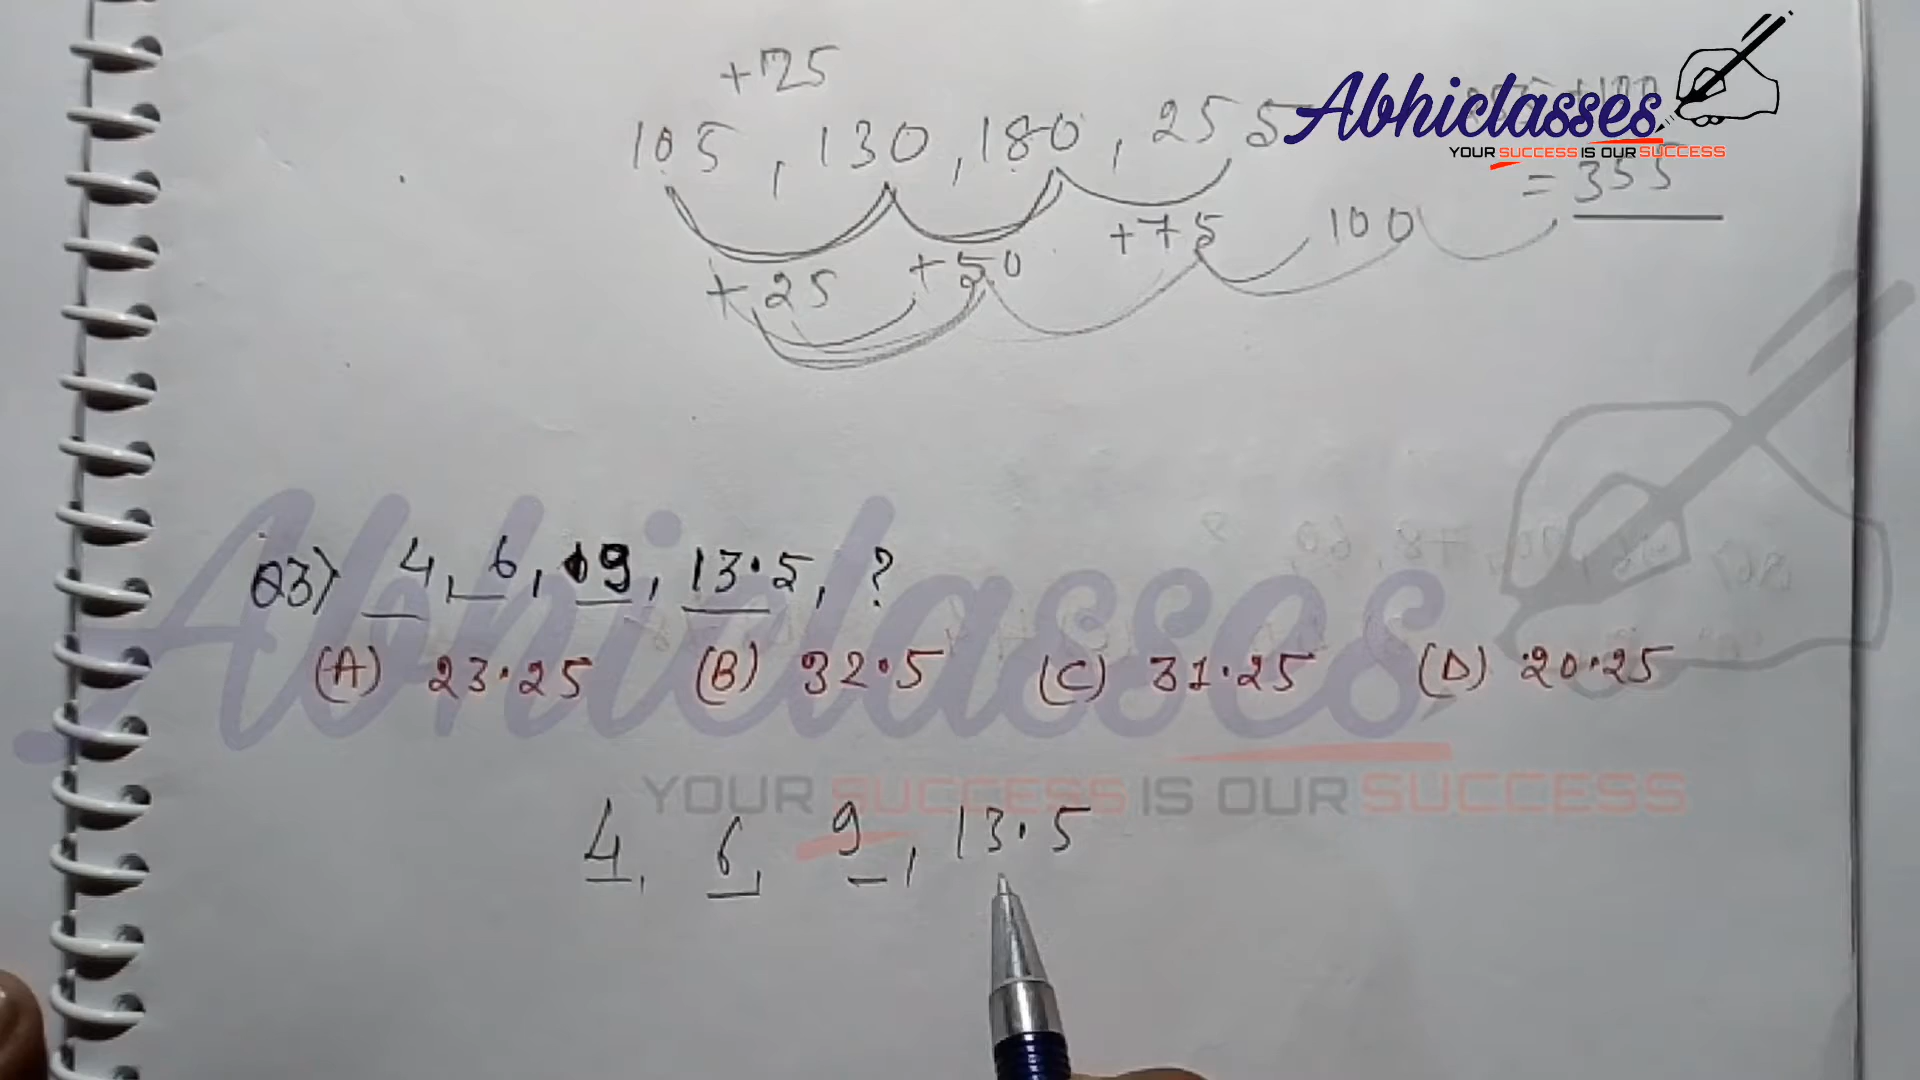 +75
Abhiclasses
YOUR SUCCESS IS OUR SUCCESS
105, 130, 180, 255
= 355
+25 +50 +75 100
Q3) 4, 6, 9, 13.5, ?
(A) 23.25 (B) 32.5 (C) 31.25 (D) 20.25
Abhiclasses
YOUR SUCCESS IS OUR SUCCESS
4, 6, 9, 13.5